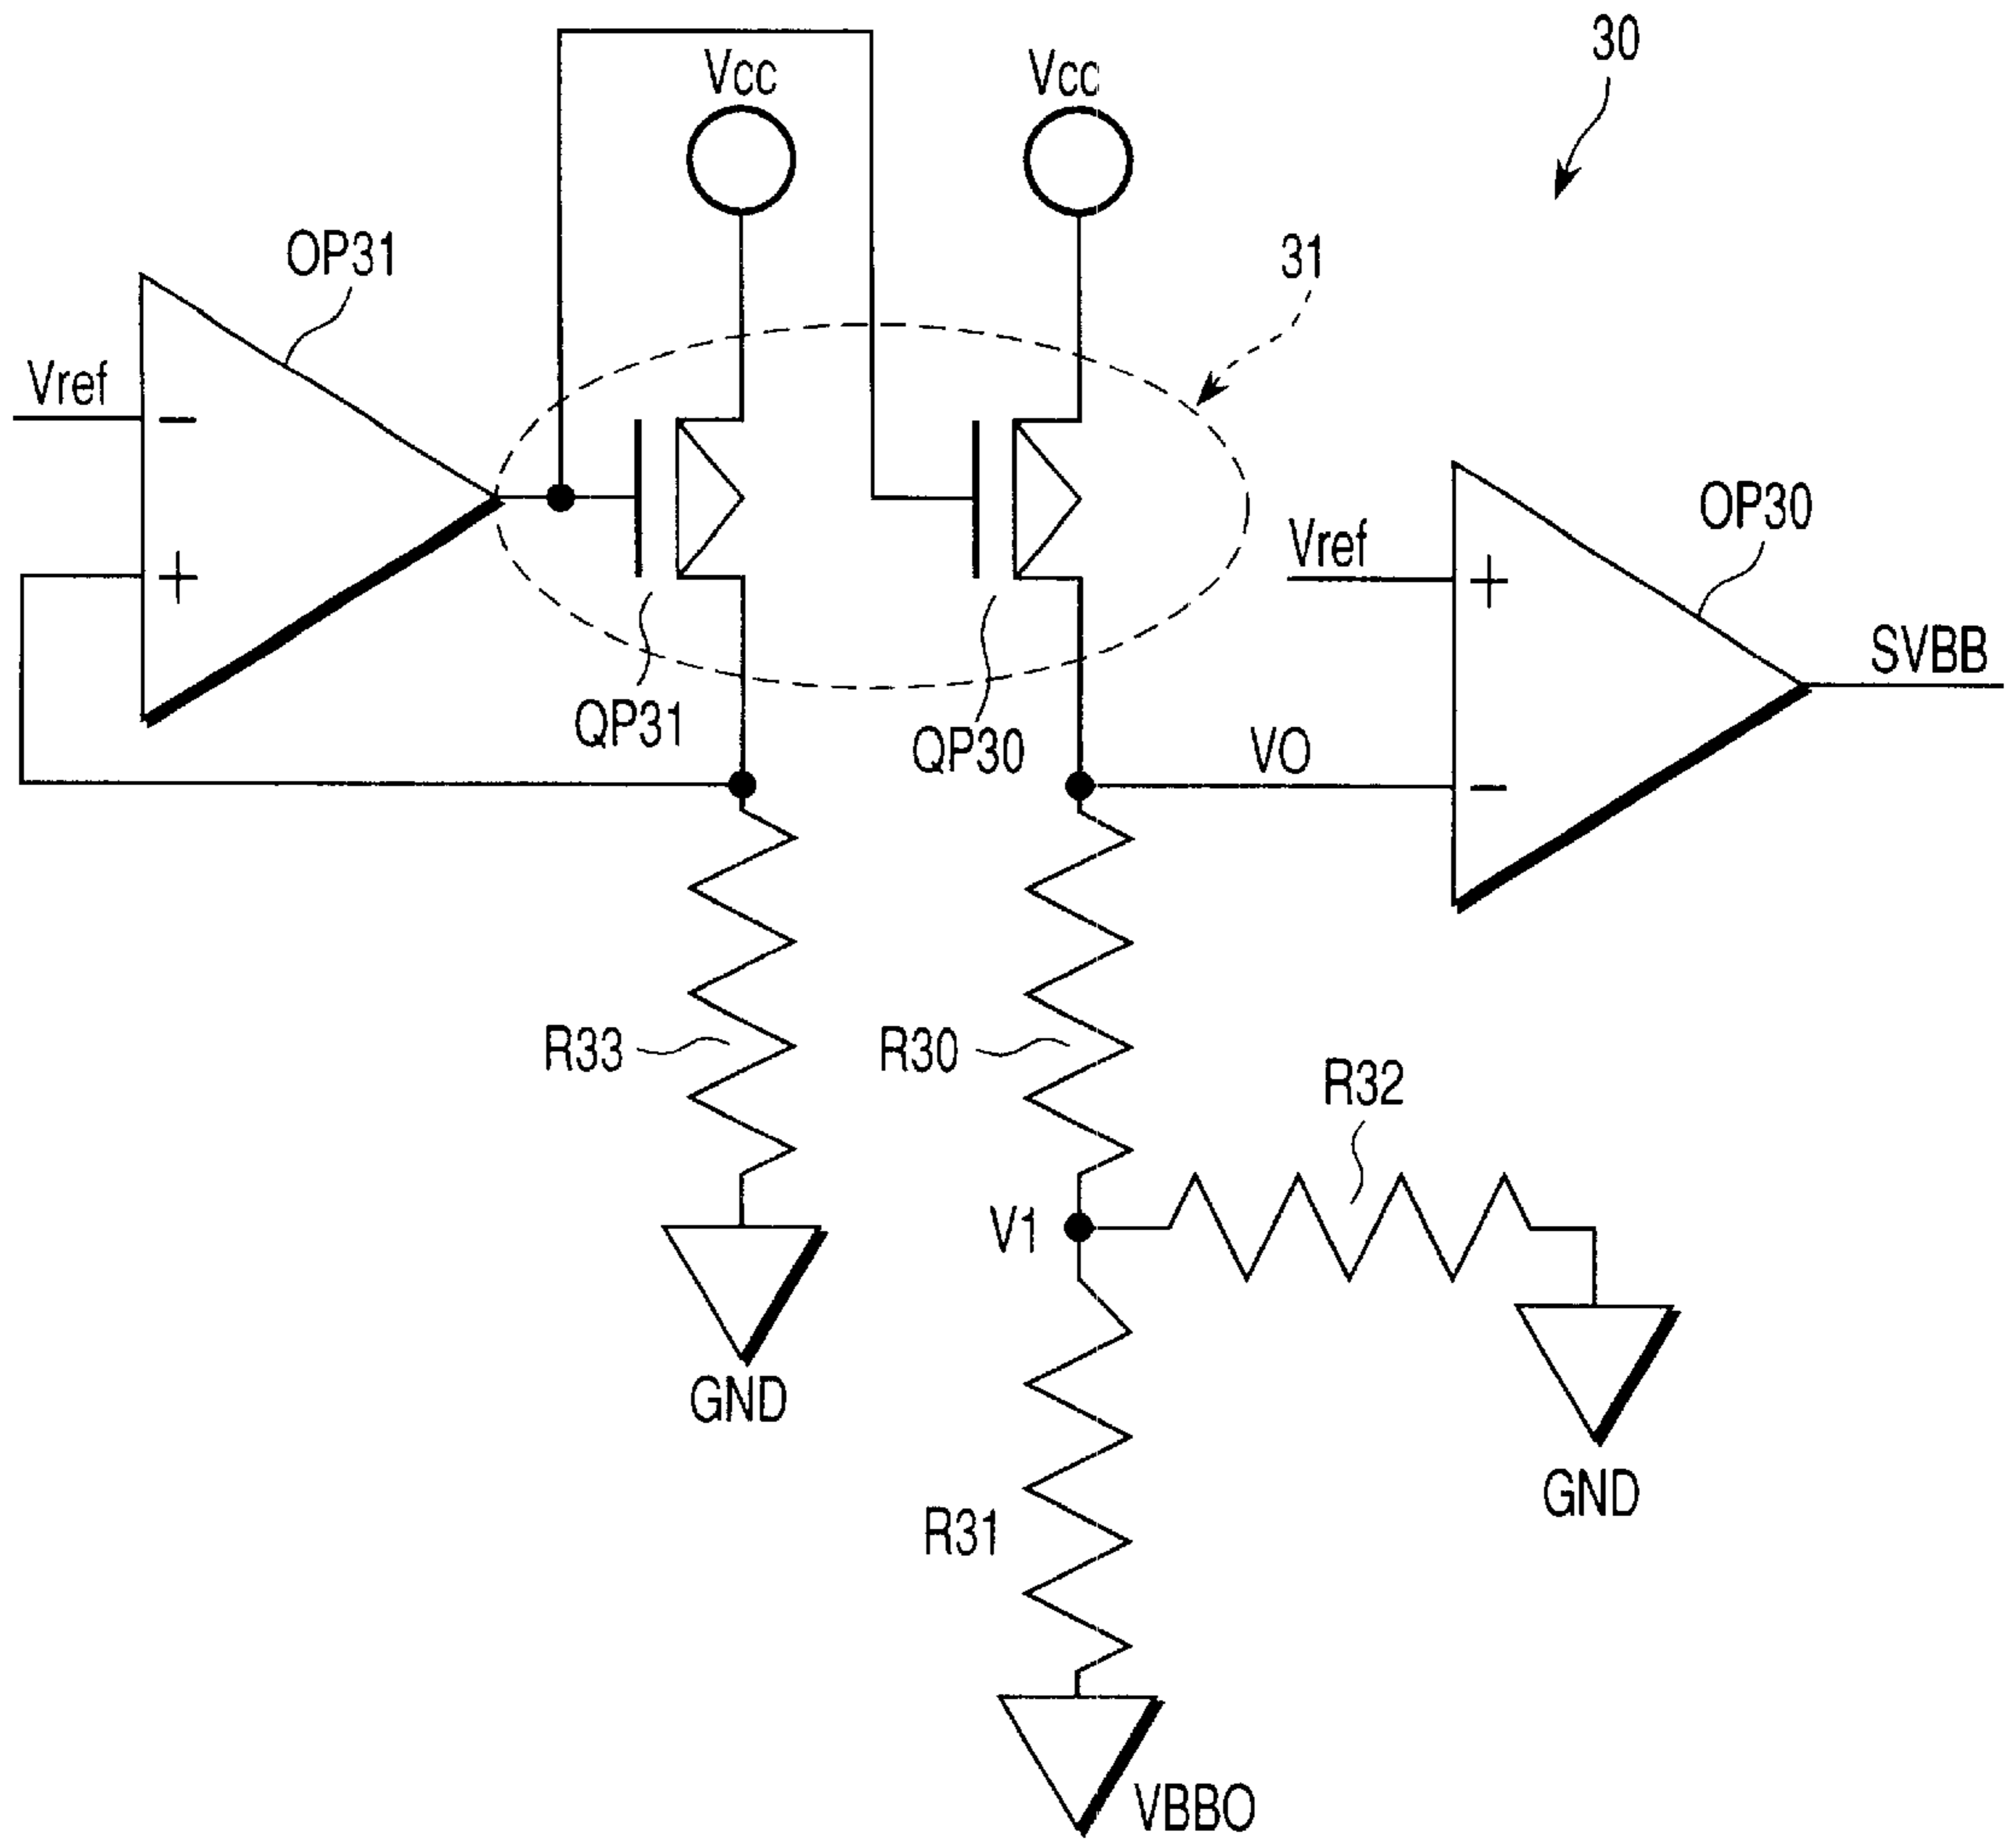 30
Vcc
Vcc
OP31
31
Vref
−
+
OP30
Vref
+
SVBB
QP31
QP30
VO
−
R33
R30
R32
V1
GND
GND
R31
VBBO